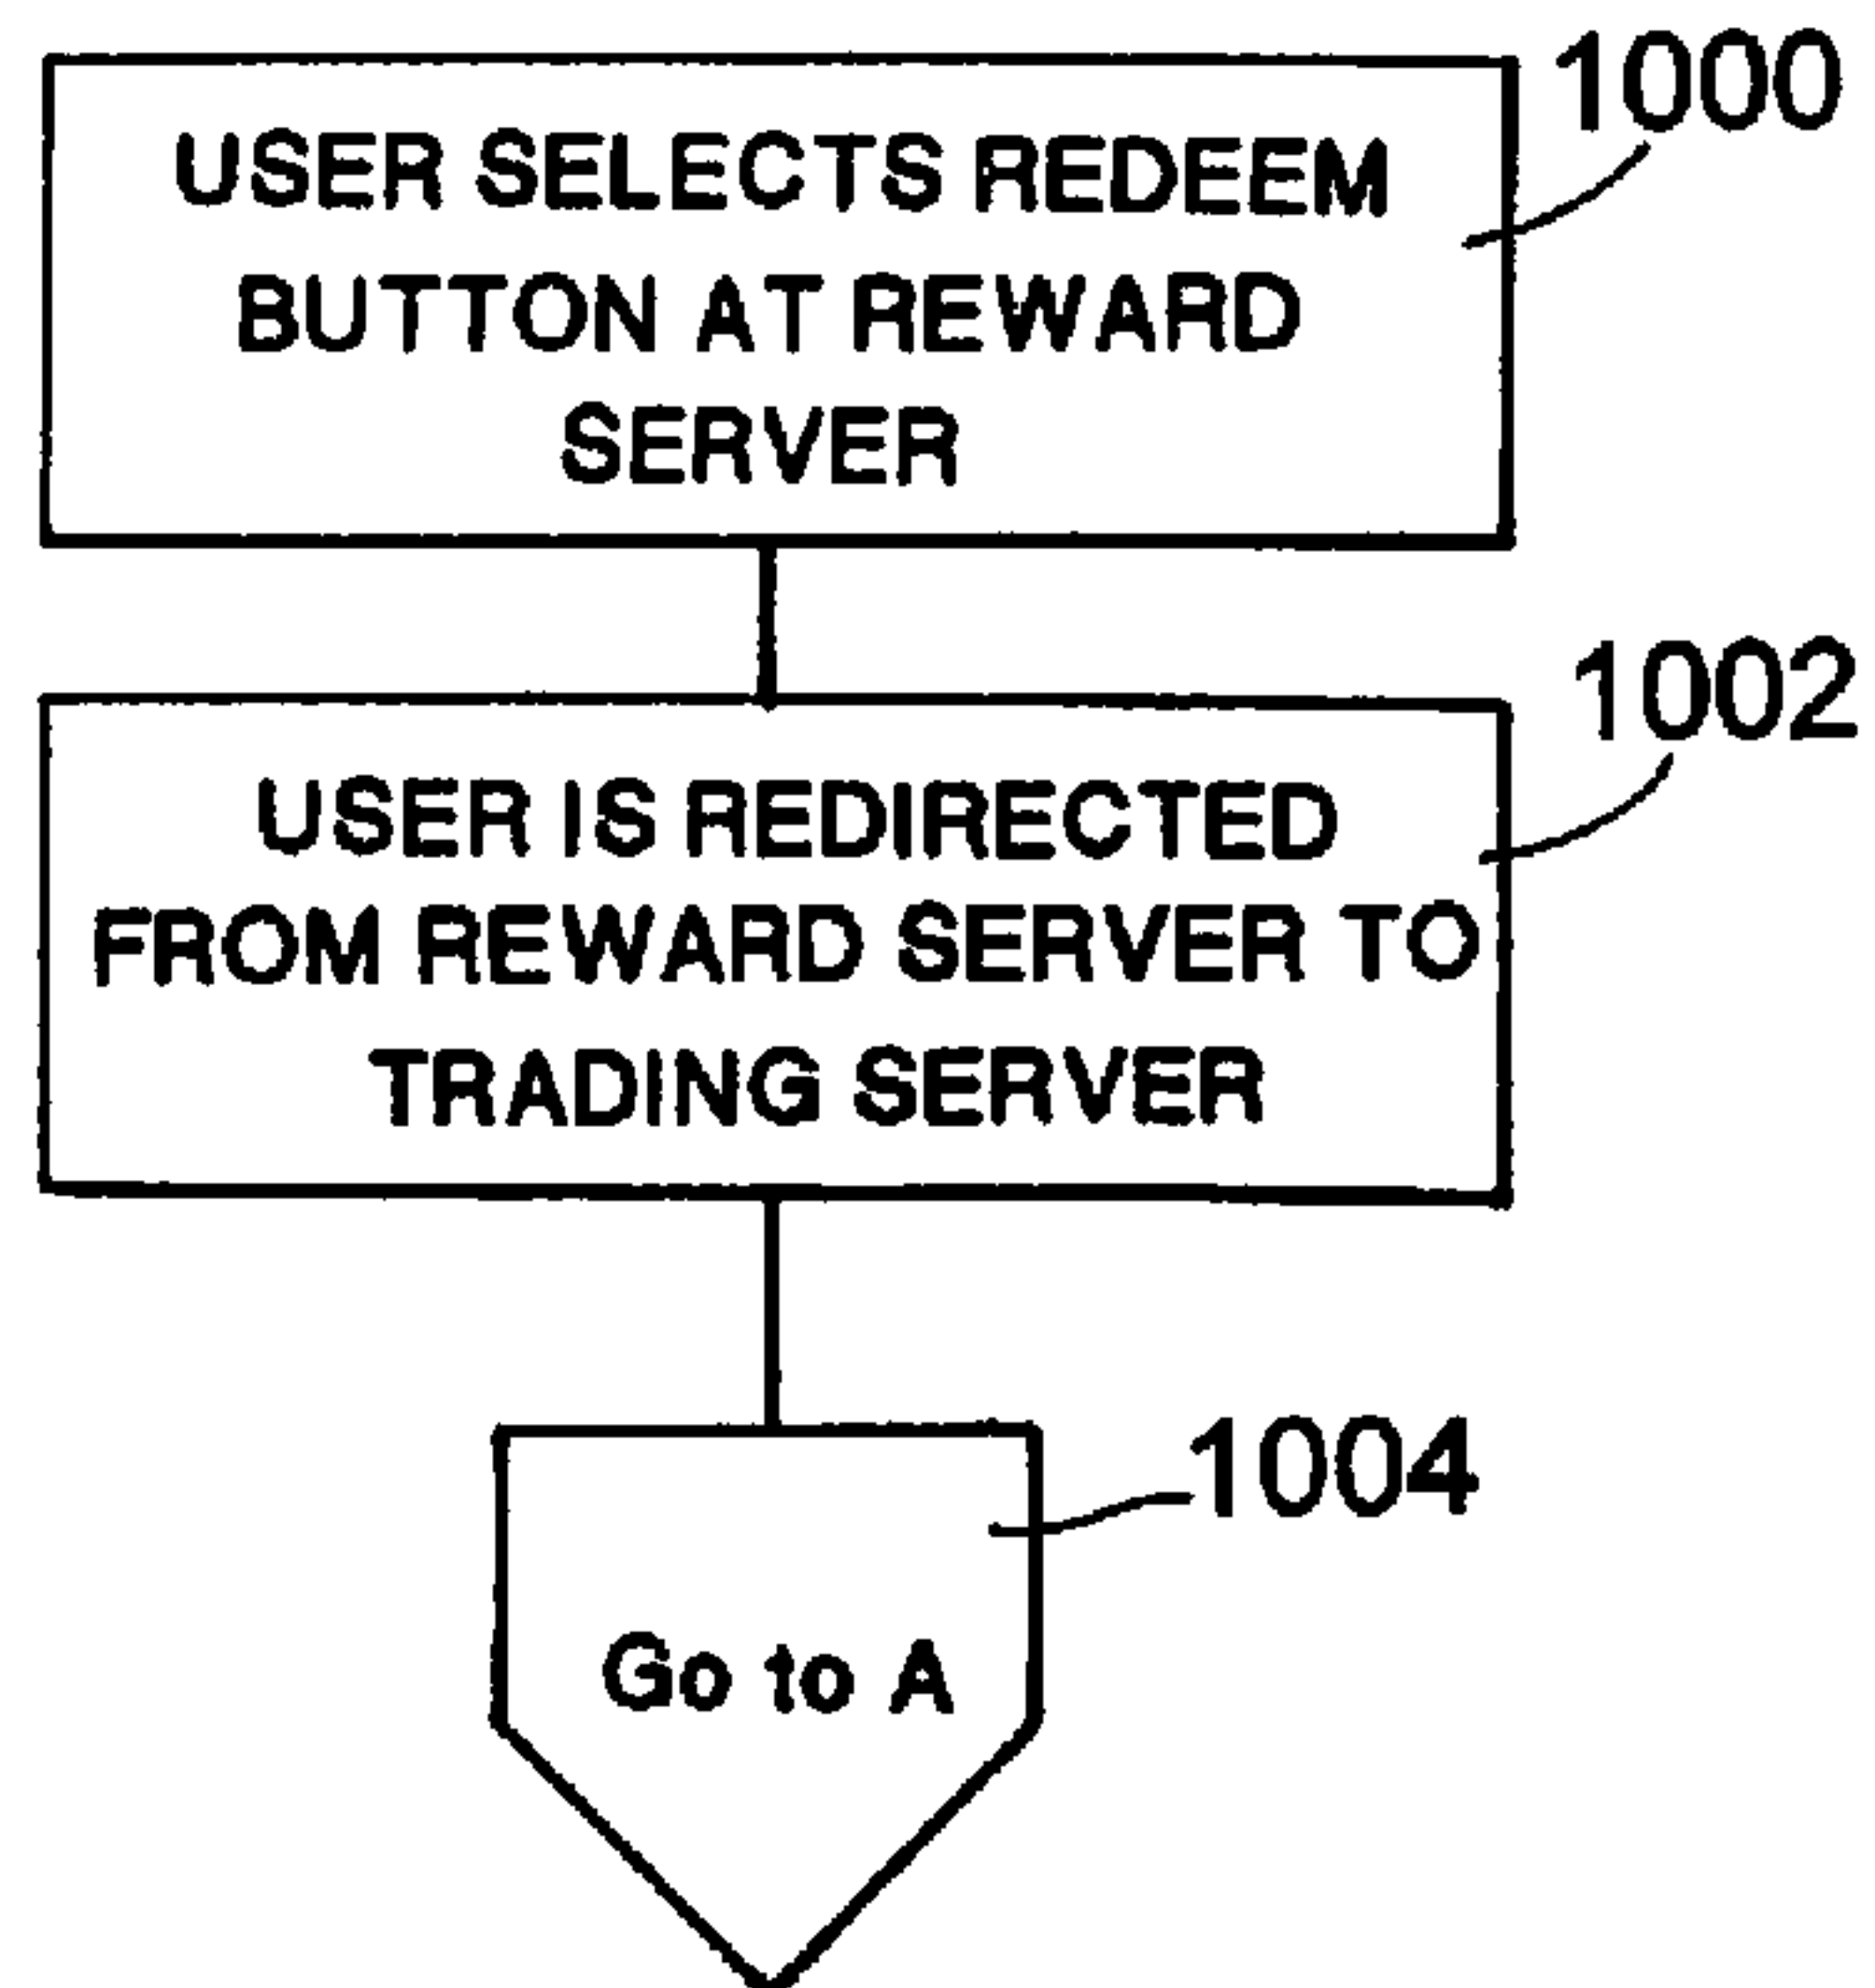 1000
USER SELECTS REDEEM
BUTTON AT REWARD
SERVER
1002
USER IS REDIRECTED
FROM REWARD SERVER TO
TRADING SERVER
1004
Go to A